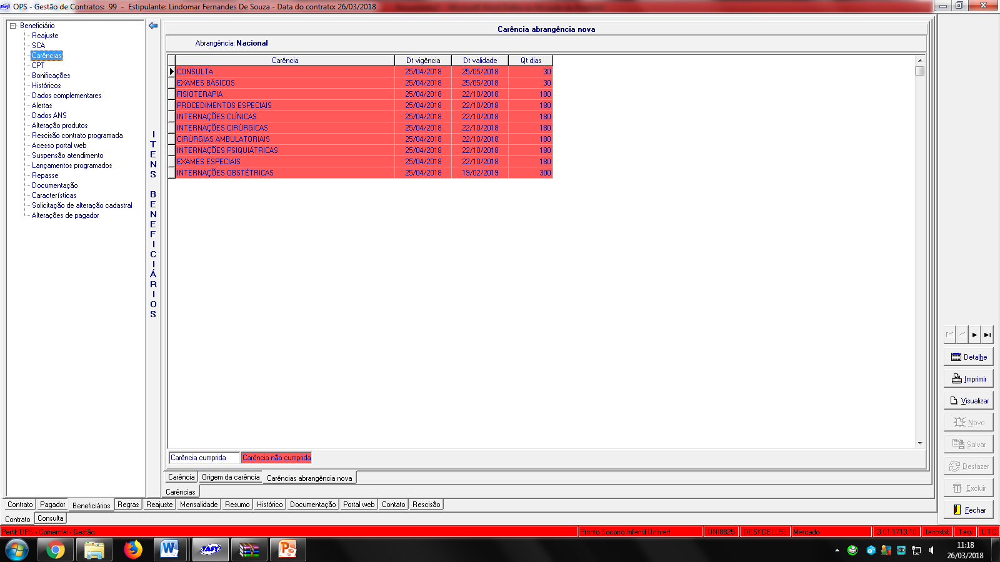 OPS - Gestão de Contratos: 99 - Estipulante: Lindomar Fernandes De Souza - Data do contrato: 26/03/2018
Beneficiário
Reajuste
SCA
Carências
CPT
Bonificações
Históricos
Dados complementares
Alertas
Dados ANS
Alteração produtos
Rescisão contrato programada
Acesso portal web
Suspensão atendimento
Lançamentos programados
Repasse
Documentação
Características
Solicitação de alteração cadastral
Alterações de pagador
ITENS BENEFICIÁRIOS
Carência abrangência nova
Abrangência: Nacional
Carência Dt vigência Dt validade Qt dias
CONSULTA 25/04/2018 25/05/2018 30
EXAMES BÁSICOS 25/04/2018 25/05/2018 30
FISIOTERAPIA 25/04/2018 22/10/2018 180
PROCEDIMENTOS ESPECIAIS 25/04/2018 22/10/2018 180
INTERNAÇÕES CLÍNICAS 25/04/2018 22/10/2018 180
INTERNAÇÕES CIRÚRGICAS 25/04/2018 22/10/2018 180
CIRÚRGIAS AMBULATORIAIS 25/04/2018 22/10/2018 180
INTERNAÇÕES PSIQUIÁTRICAS 25/04/2018 22/10/2018 180
EXAMES ESPECIAIS 25/04/2018 22/10/2018 180
INTERNAÇÕES OBSTÉTRICAS 25/04/2018 19/02/2019 300
Carência cumprida Carência não cumprida
Carência Origem da carência Carências abrangência nova
Carências
Contrato Pagador Beneficiários Regras Reajuste Mensalidade Resumo Histórico Documentação Portal web Contato Rescisão
Contrato Consulta
Detalhe
Imprimir
Visualizar
Novo
Salvar
Desfazer
Excluir
Fechar
Perfil: OPS - Comercial - Gestão Pronto Socorro Infantil Unimed UNI8825 DESKDELL53 Mercado 3.01.1713.10 taopstst Tasy UTC
TASY
11:18
26/03/2018